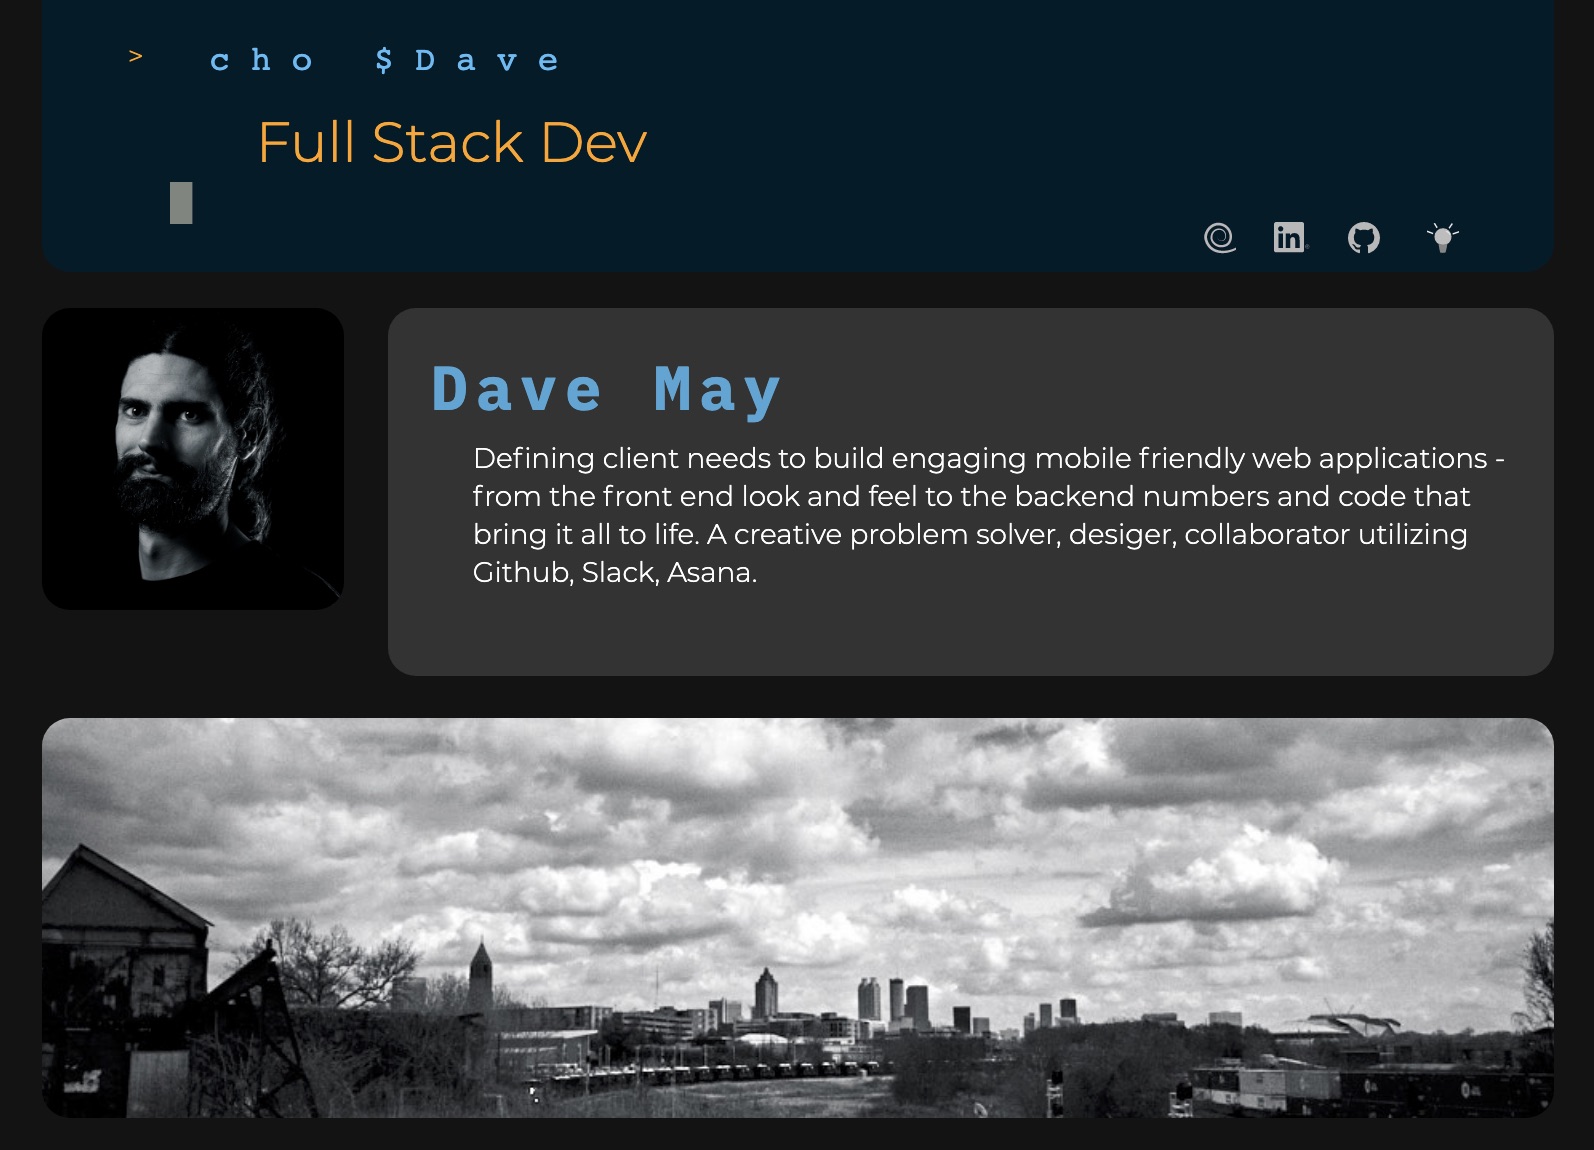 > cho $Dave
Full Stack Dev
in
Dave May
Defining client needs to build engaging mobile friendly web applications -
from the front end look and feel to the backend numbers and code that
bring it all to life. A creative problem solver, desiger, collaborator utilizing
Github, Slack, Asana.